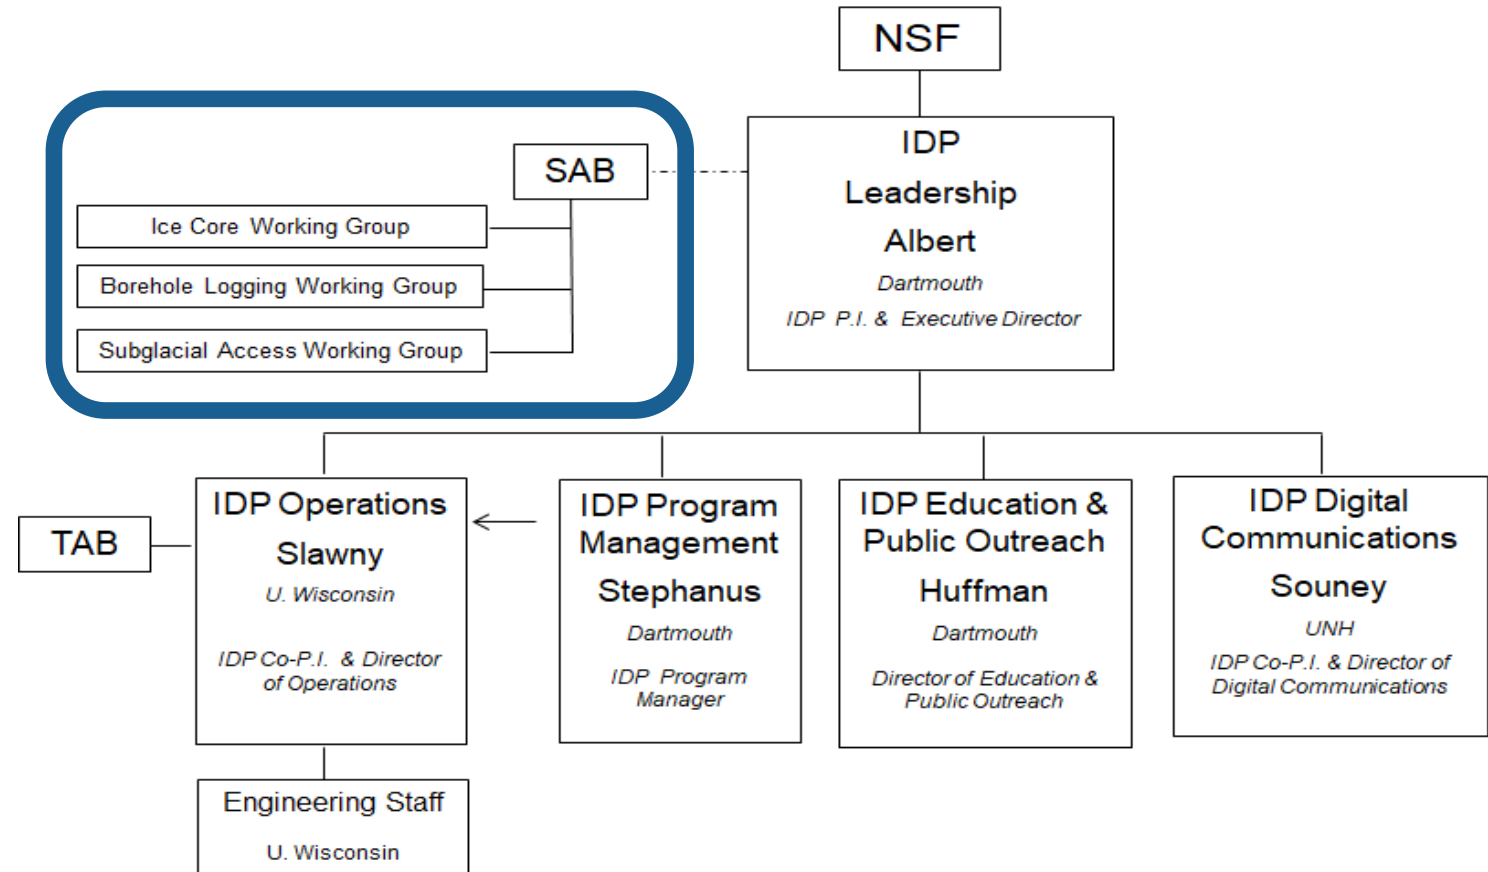 NSF
SAB
Ice Core Working Group
Borehole Logging Working Group
Subglacial Access Working Group
IDP
Leadership
Albert
Dartmouth
IDP P.I. & Executive Director
TAB
IDP Operations
Slawny
U. Wisconsin
IDP Co-P.I. & Director
of Operations
IDP Program
Management
Stephanus
Dartmouth
IDP Program
Manager
IDP Education &
Public Outreach
Huffman
Dartmouth
Director of Education &
Public Outreach
IDP Digital
Communications
Souney
UNH
IDP Co-P.I. & Director of
Digital Communications
Engineering Staff
U. Wisconsin